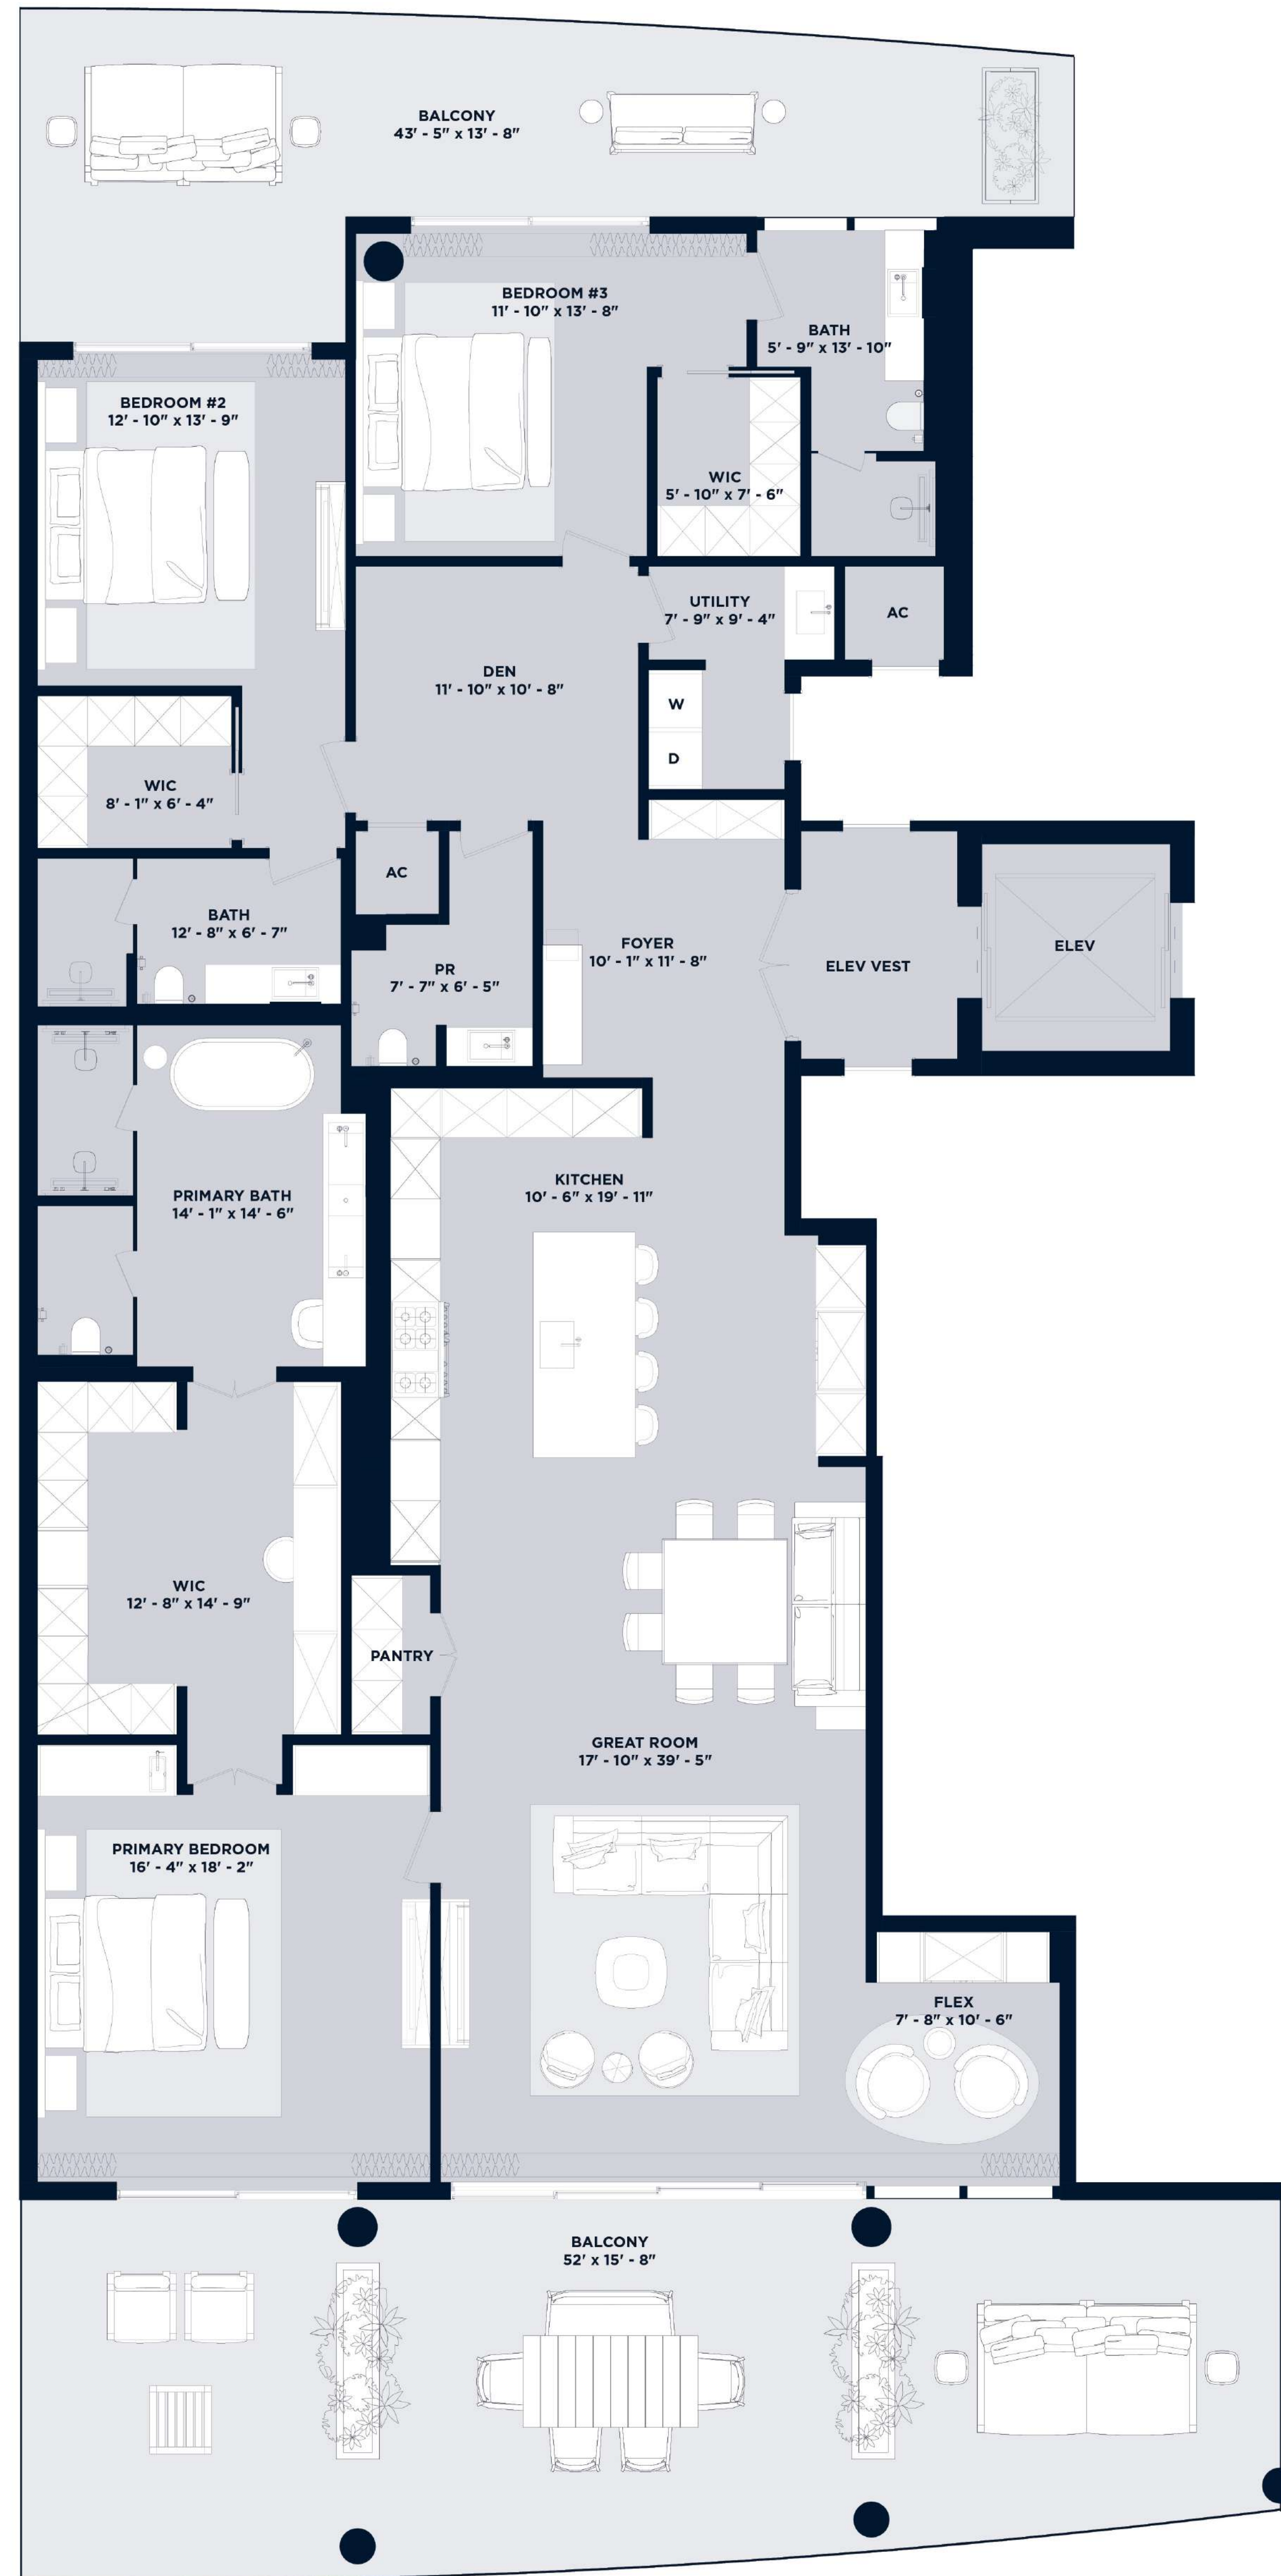 BALCONY
43' - 5" x 13' - 8"
BEDROOM #3
11' - 10" x 13' - 8"
BATH
5' - 9" x 13' - 10"
BEDROOM #2
12' - 10" x 13' - 9"
WIC
5' - 10" x 7' - 6"
UTILITY
7' - 9" x 9' - 4"
AC
DEN
11' - 10" x 10' - 8"
W
D
WIC
8' - 1" x 6' - 4"
AC
BATH
12' - 8" x 6' - 7"
FOYER
10' - 1" x 11' - 8"
ELEV VEST
ELEV
PR
7' - 7" x 6' - 5"
KITCHEN
10' - 6" x 19' - 11"
PRIMARY BATH
14' - 1" x 14' - 6"
WIC
12' - 8" x 14' - 9"
PANTRY
GREAT ROOM
17' - 10" x 39' - 5"
PRIMARY BEDROOM
16' - 4" x 18' - 2"
FLEX
7' - 8" x 10' - 6"
BALCONY
52' x 15' - 8"